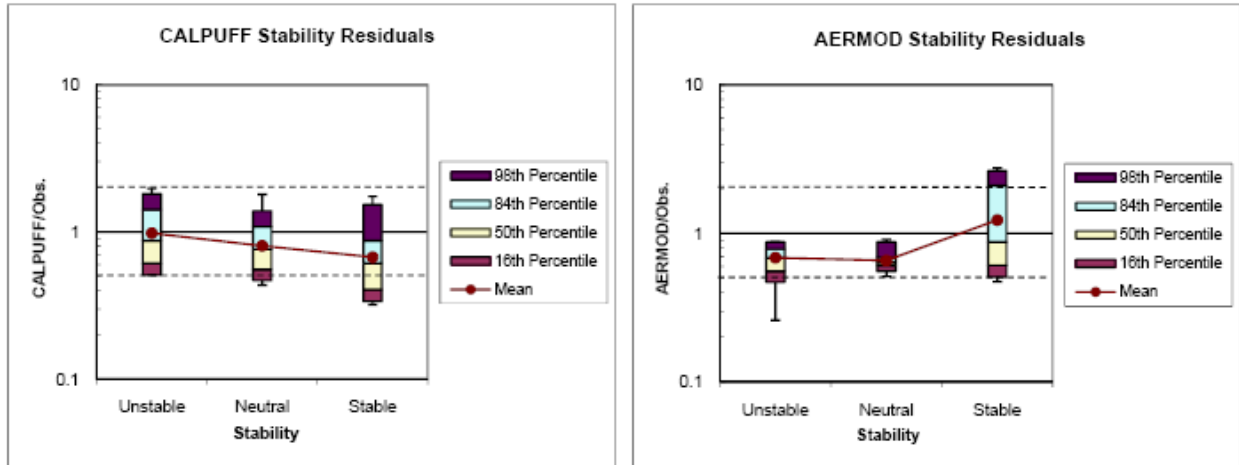 CALPUFF Stability Residuals
CALPUFF/Obs.
10
1
0.1
Unstable
Neutral
Stable
Stability
98th Percentile
84th Percentile
50th Percentile
16th Percentile
Mean
AERMOD Stability Residuals
AERMOD/Obs.
10
1
0.1
Unstable
Neutral
Stable
Stability
98th Percentile
84th Percentile
50th Percentile
16th Percentile
Mean